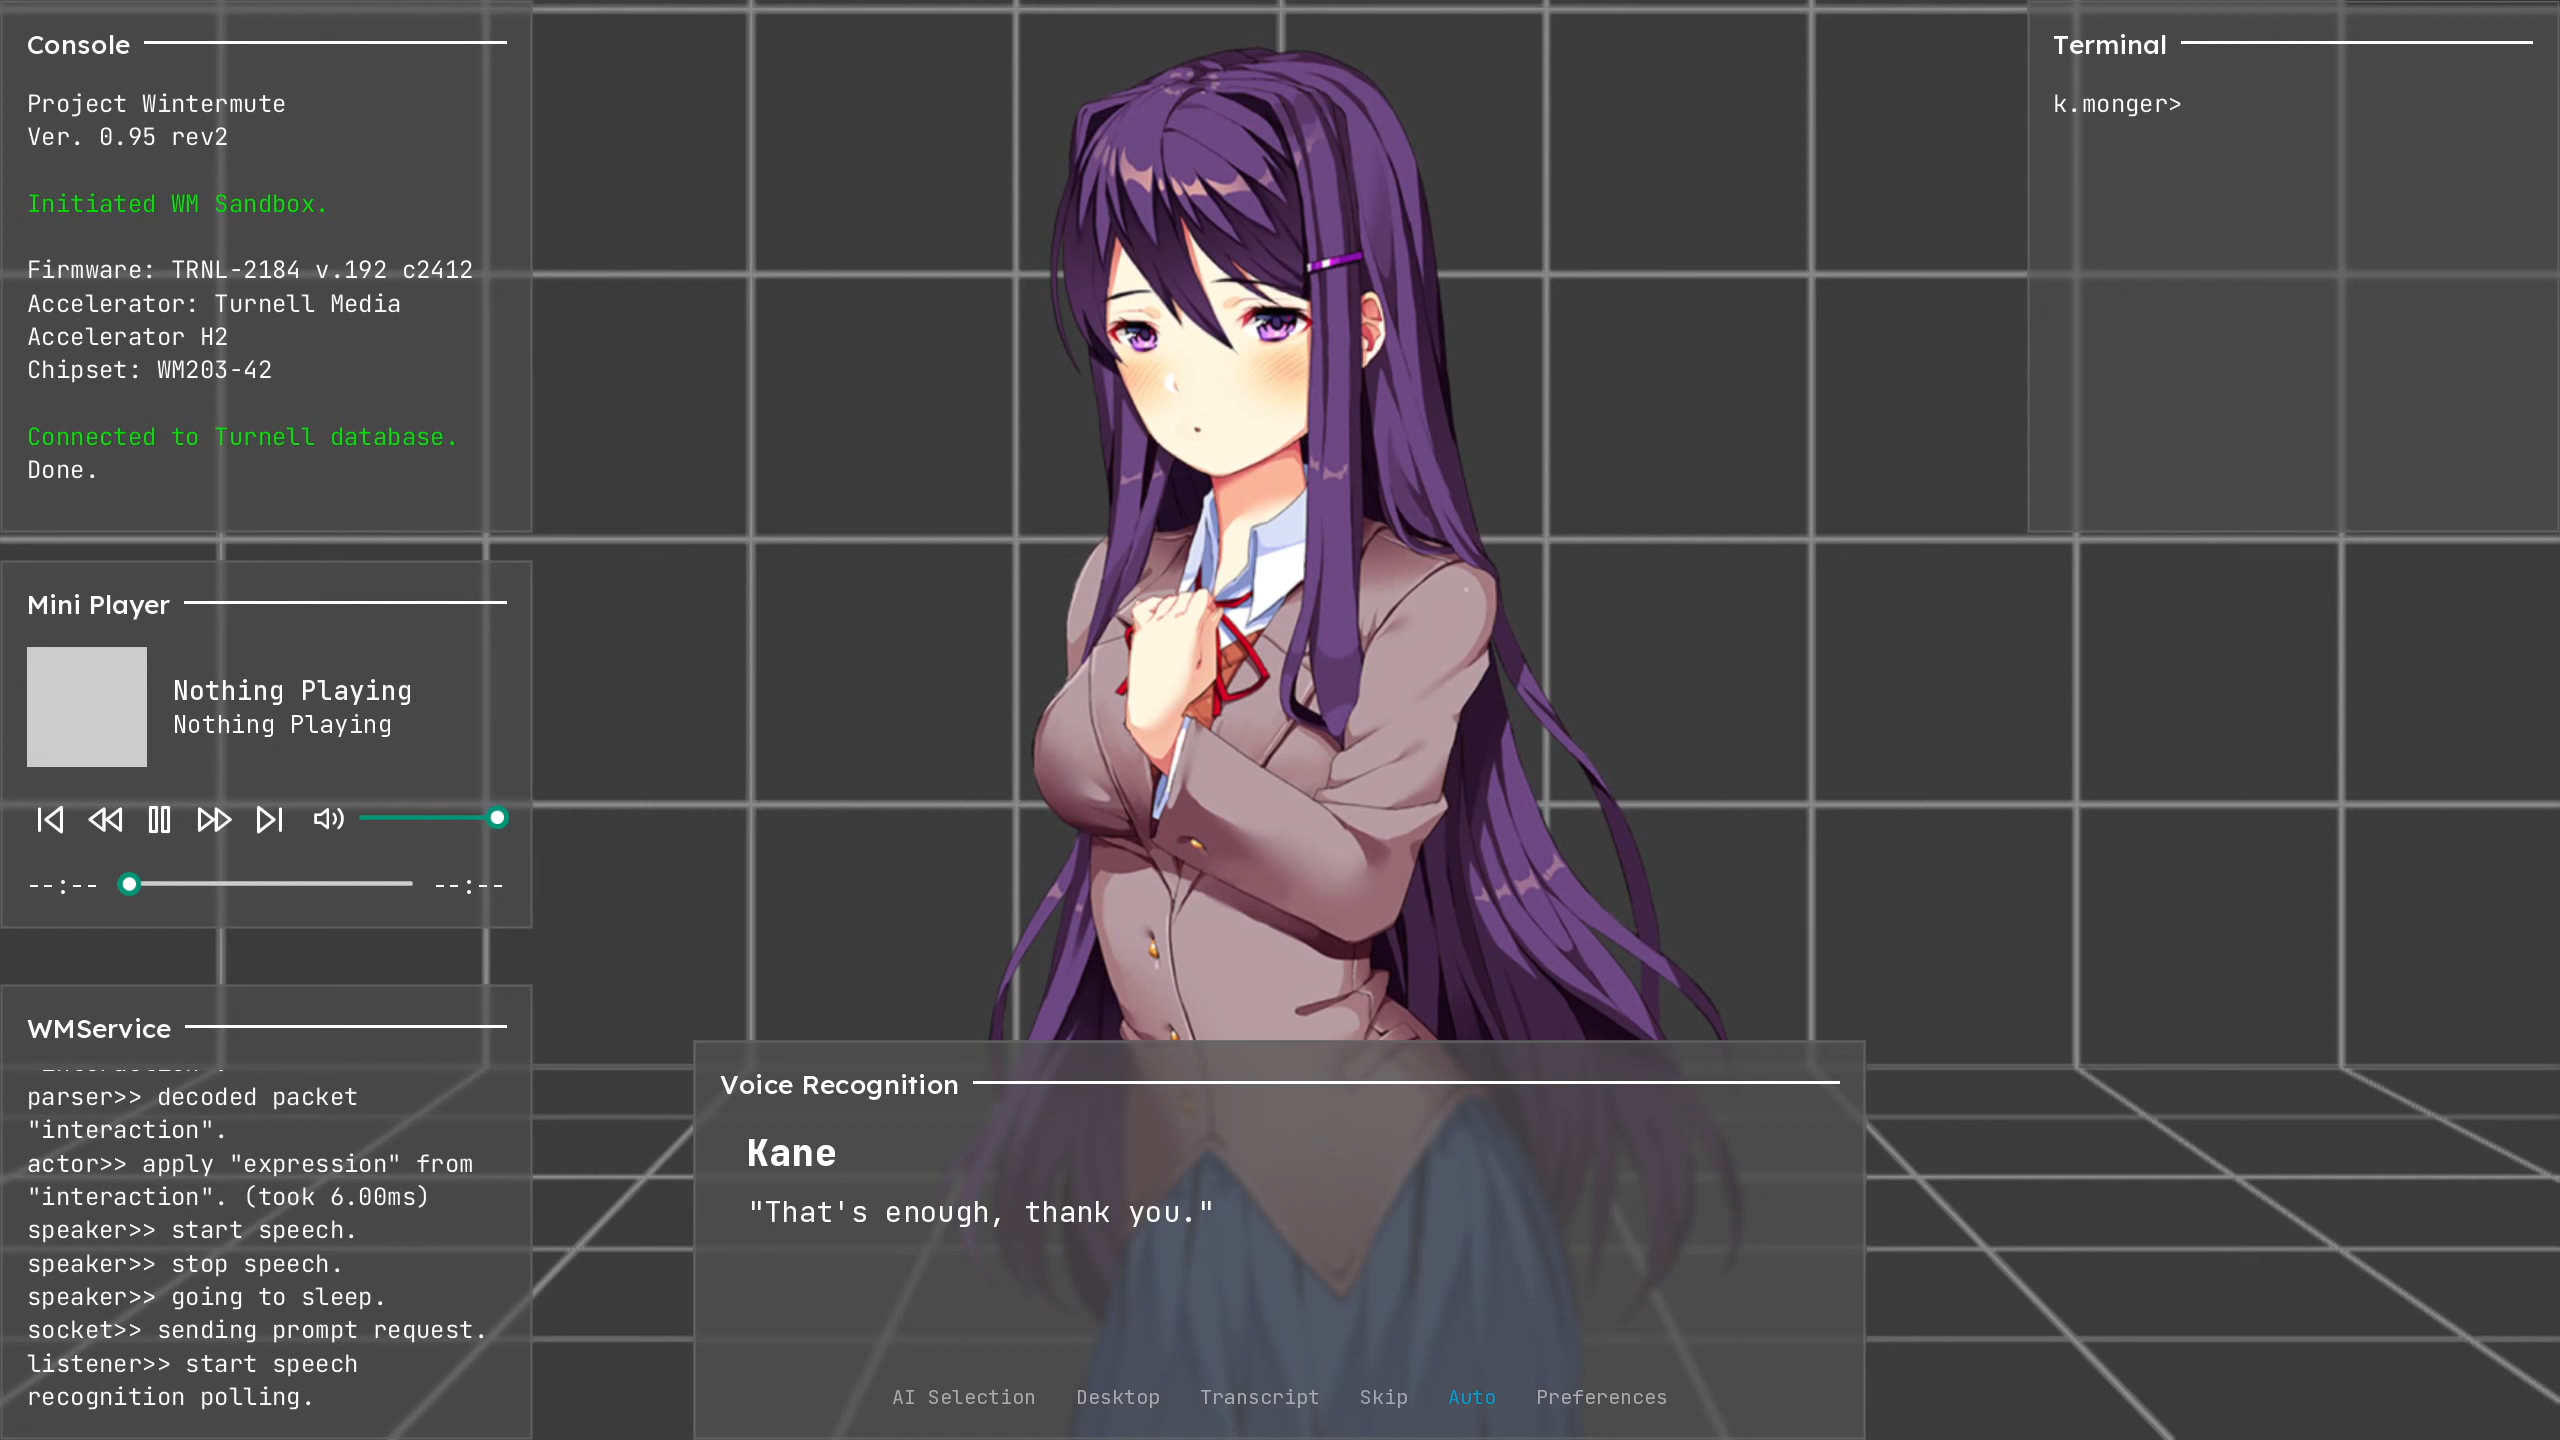 Console
Project Wintermute
Ver. 0.95 rev2
Initiated WM Sandbox.
Firmware: TRNL-2184 v.192 c2412
Accelerator: Turnell Media
Accelerator H2
Chipset: WM203-42
Connected to Turnell database.
Done.
Mini Player
Nothing Playing
Nothing Playing
--:--
--:--
WMService
parser>> decoded packet
"interaction".
actor>> apply "expression" from
"interaction". (took 6.00ms)
speaker>> start speech.
speaker>> stop speech.
speaker>> going to sleep.
socket>> sending prompt request.
listener>> start speech
recognition polling.
Voice Recognition
Kane
"That's enough, thank you."
AI Selection
Desktop
Transcript
Skip
Auto
Preferences
Terminal
k.monger>